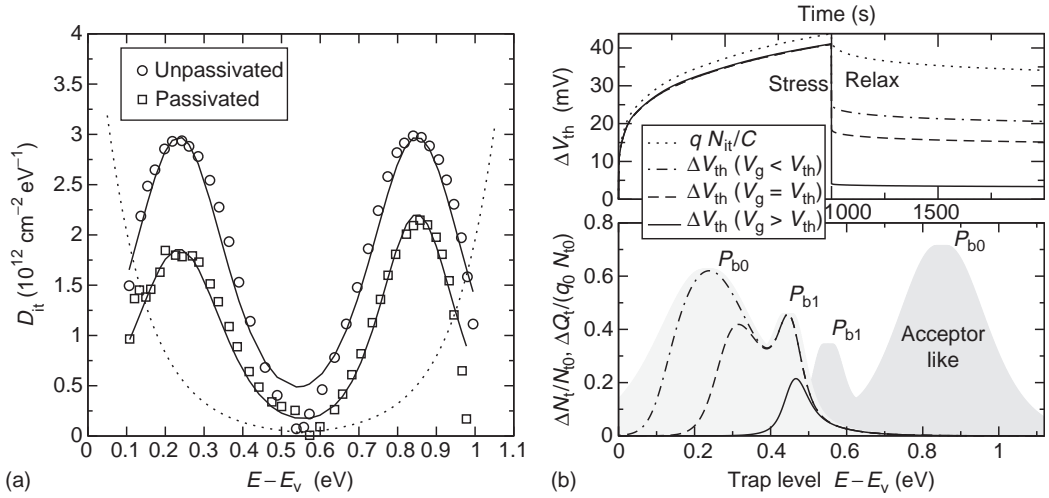 4
3.5
3
2.5
2
1.5
1
0.5
0
D_it (10^12 cm^−2 eV^−1)
Unpassivated
Passivated
0 0.1 0.2 0.3 0.4 0.5 0.6 0.7 0.8 0.9 1 1.1
E−E_v (eV)
(a)
Time (s)
40
30
20
10
0
ΔV_th (mV)
Stress
Relax
q N_it/C
ΔV_th (V_g < V_th)
ΔV_th (V_g = V_th)
ΔV_th (V_g > V_th)
1000 1500
0.8
0.6
0.4
0.2
0
ΔN_t/N_t0, ΔQ_t/(q_0 N_t0)
P_b0
P_b1
P_b1
P_b0
Acceptor
like
0 0.2 0.4 0.6 0.8 1
Trap level E−E_v (eV)
(b)